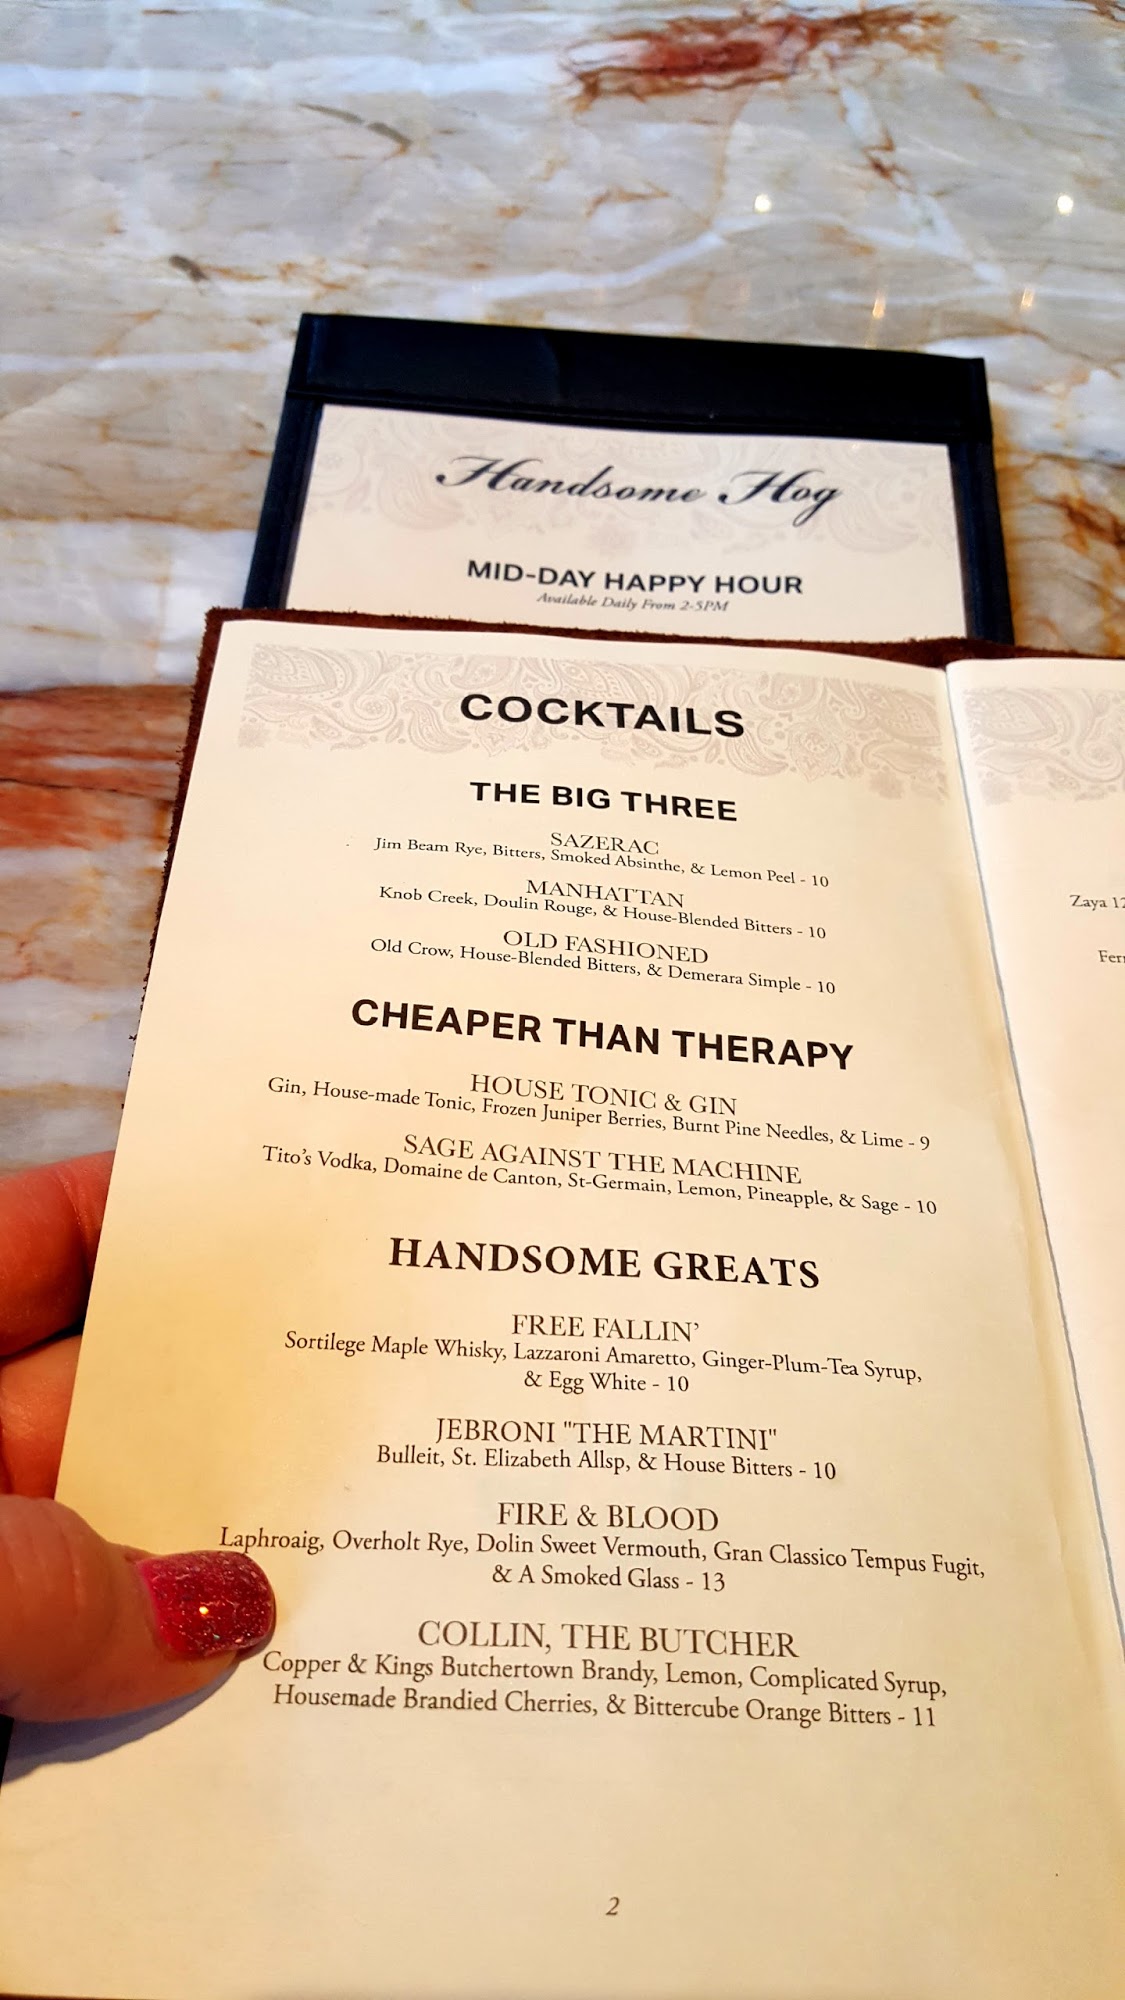 Handsome Hog
MID-DAY HAPPY HOUR
Available Daily From 2-5PM
COCKTAILS
THE BIG THREE
SAZERAC
Jim Beam Rye, Bitters, Smoked Absinthe, & Lemon Peel - 10
MANHATTAN
Knob Creek, Doulin Rouge, & House-Blended Bitters - 10
OLD FASHIONED
Old Crow, House-Blended Bitters, & Demerara Simple - 10
CHEAPER THAN THERAPY
HOUSE TONIC & GIN
Gin, House-made Tonic, Frozen Juniper Berries, Burnt Pine Needles, & Lime - 9
SAGE AGAINST THE MACHINE
Tito's Vodka, Domaine de Canton, St-Germain, Lemon, Pineapple, & Sage - 10
HANDSOME GREATS
FREE FALLIN'
Sortilege Maple Whisky, Lazzaroni Amaretto, Ginger-Plum-Tea Syrup,
& Egg White - 10
JEBRONI "THE MARTINI"
Bulleit, St. Elizabeth Allsp, & House Bitters - 10
FIRE & BLOOD
Laphroaig, Overholt Rye, Dolin Sweet Vermouth, Gran Classico Tempus Fugit,
& A Smoked Glass - 13
COLLIN, THE BUTCHER
Copper & Kings Butchertown Brandy, Lemon, Complicated Syrup,
Housemade Brandied Cherries, & Bittercube Orange Bitters - 11
2
Zaya